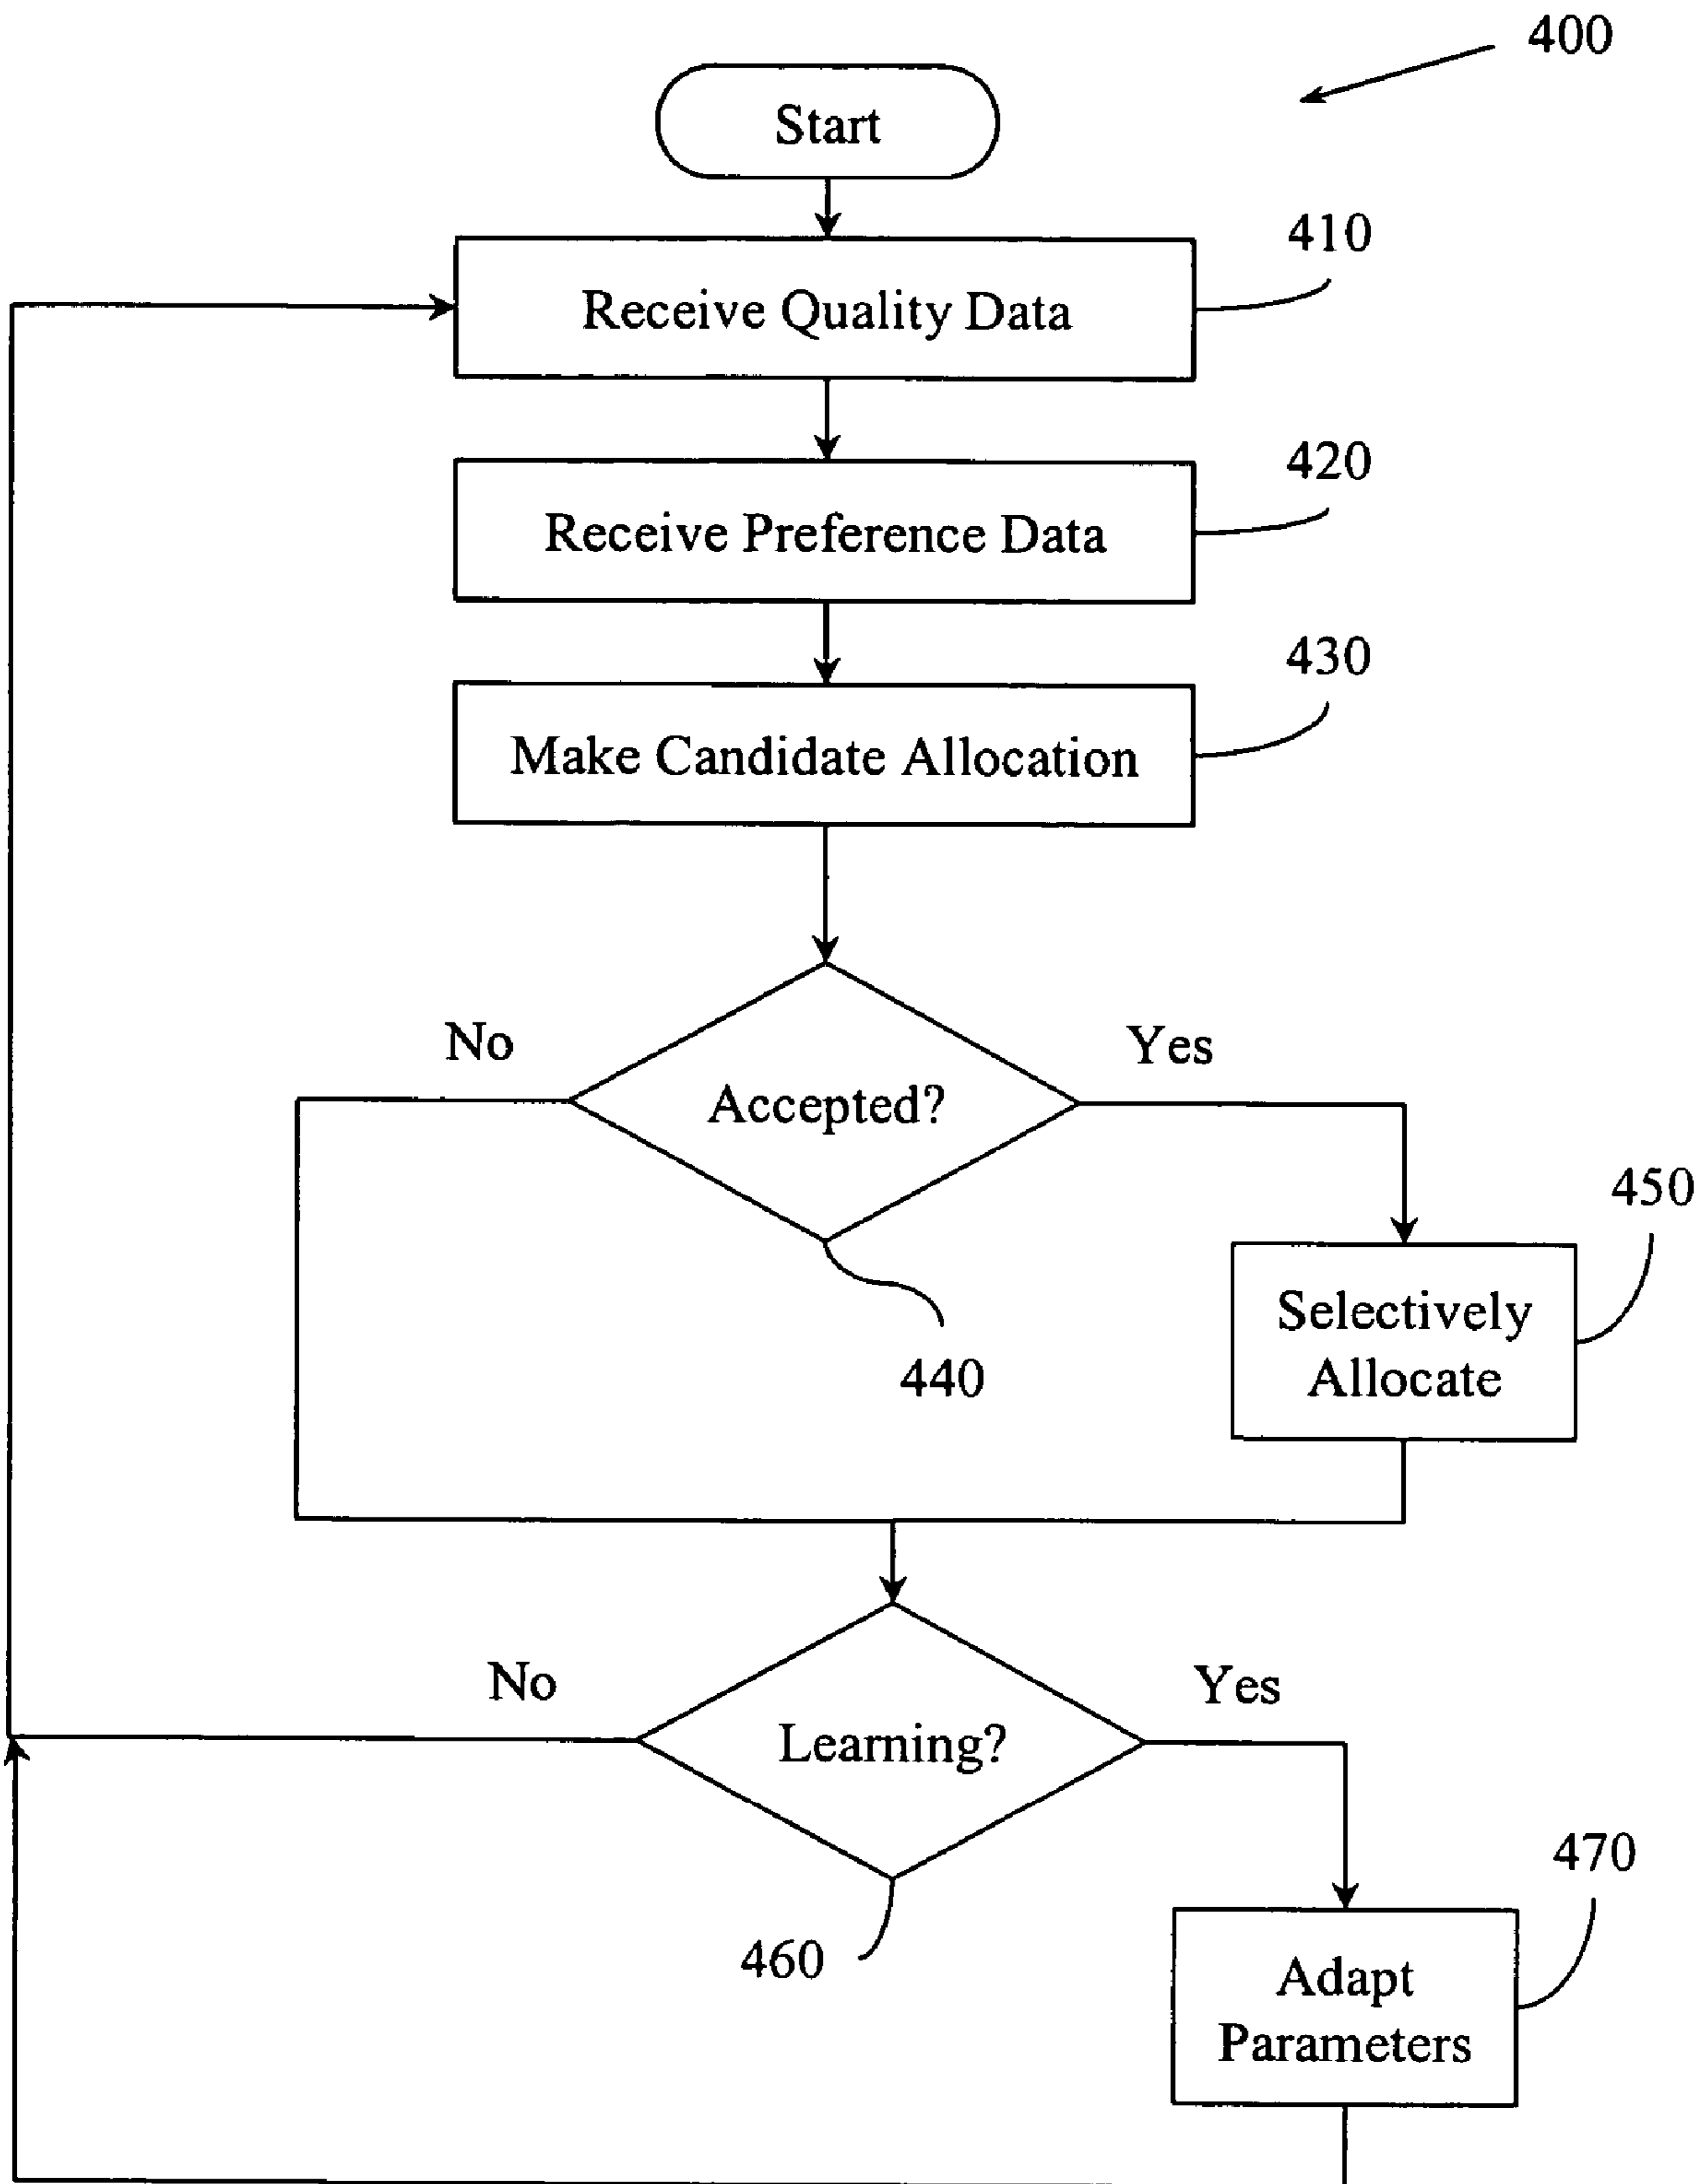 400
Start
410
Receive Quality Data
420
Receive Preference Data
430
Make Candidate Allocation
No
Yes
Accepted?
450
Selectively
Allocate
440
No
Yes
Learning?
470
460
Adapt
Parameters